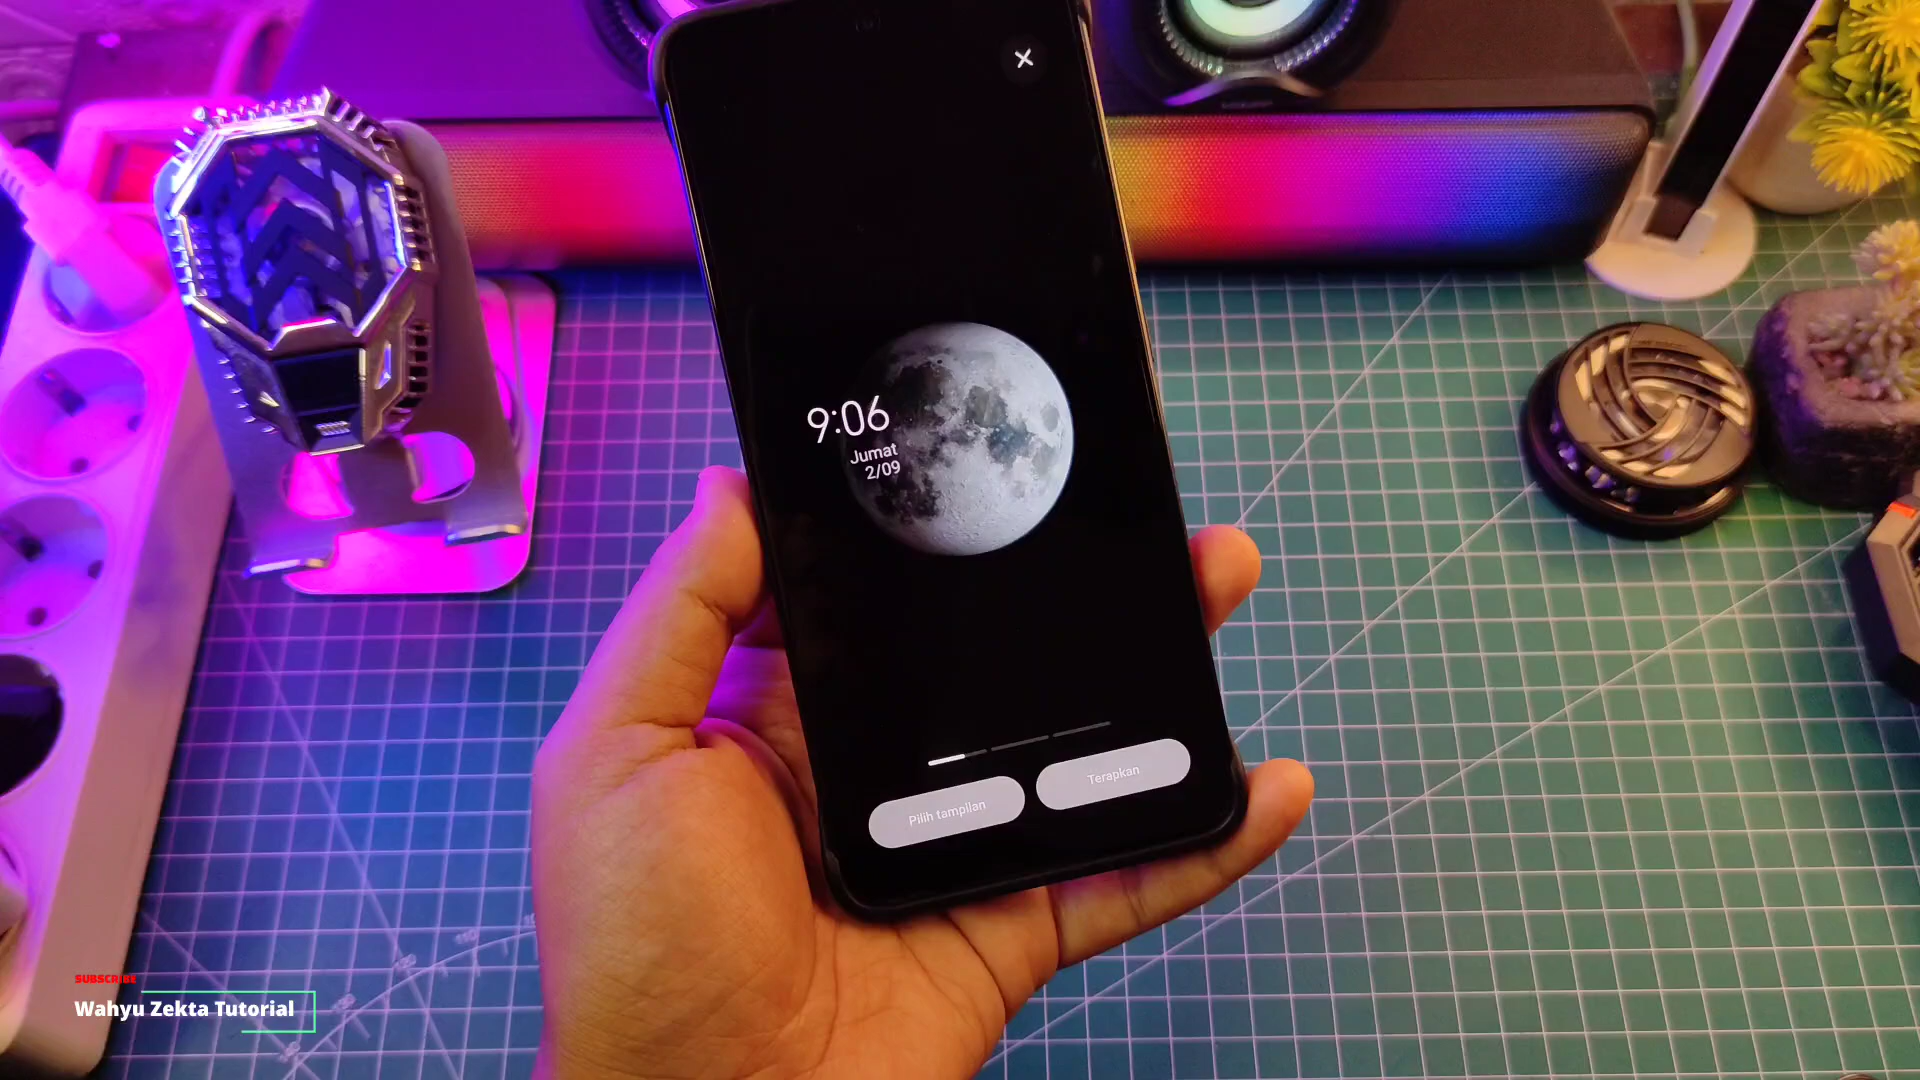 9:06
Jumat
2/09
Pilih tampilan
Terapkan
SUBSCRIBE
Wahyu Zekta Tutorial